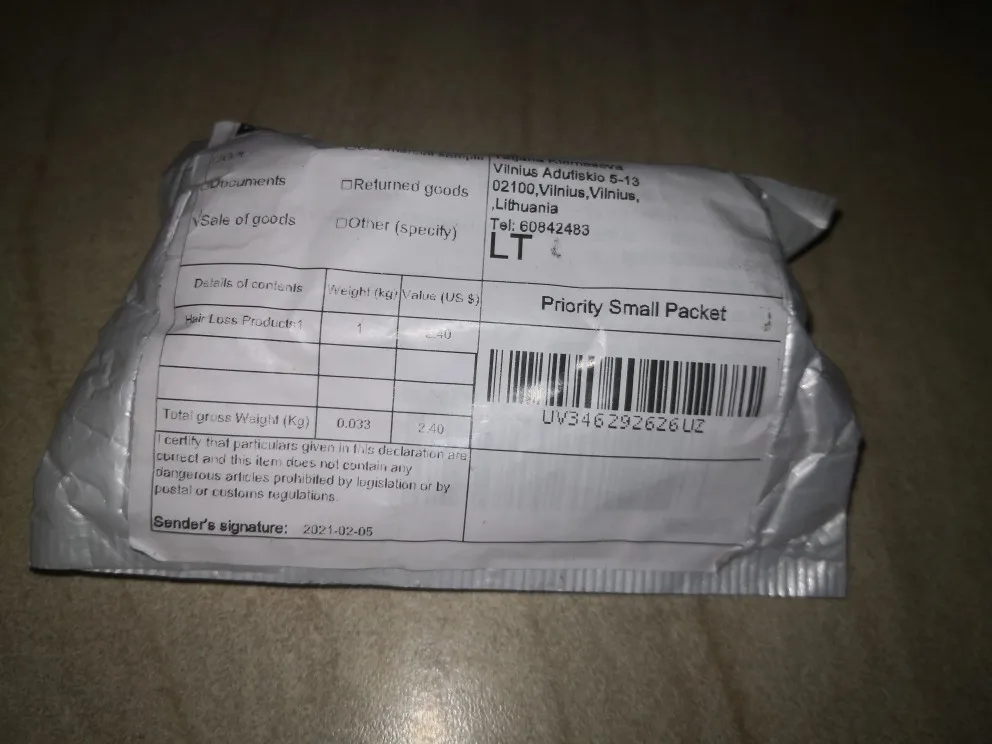 Documents
□Returned goods
√Sale of goods
□Other (specify)
Vilnius Adutiskio 5-13
02100,Vilnius,Vilnius,
,Lithuania
Tel: 60842483
LT
Details of contents
Weight (kg)
Value (US $)
Hair Loss Products1
1
2.40
Total gross Weight (Kg)
0.033
2.40
I certify that particulars given in this declaration are
correct and this item does not contain any
dangerous articles prohibited by legislation or by
postal or customs regulations.
Sender's signature: 2021-02-05
Priority Small Packet
UV346292626UZ